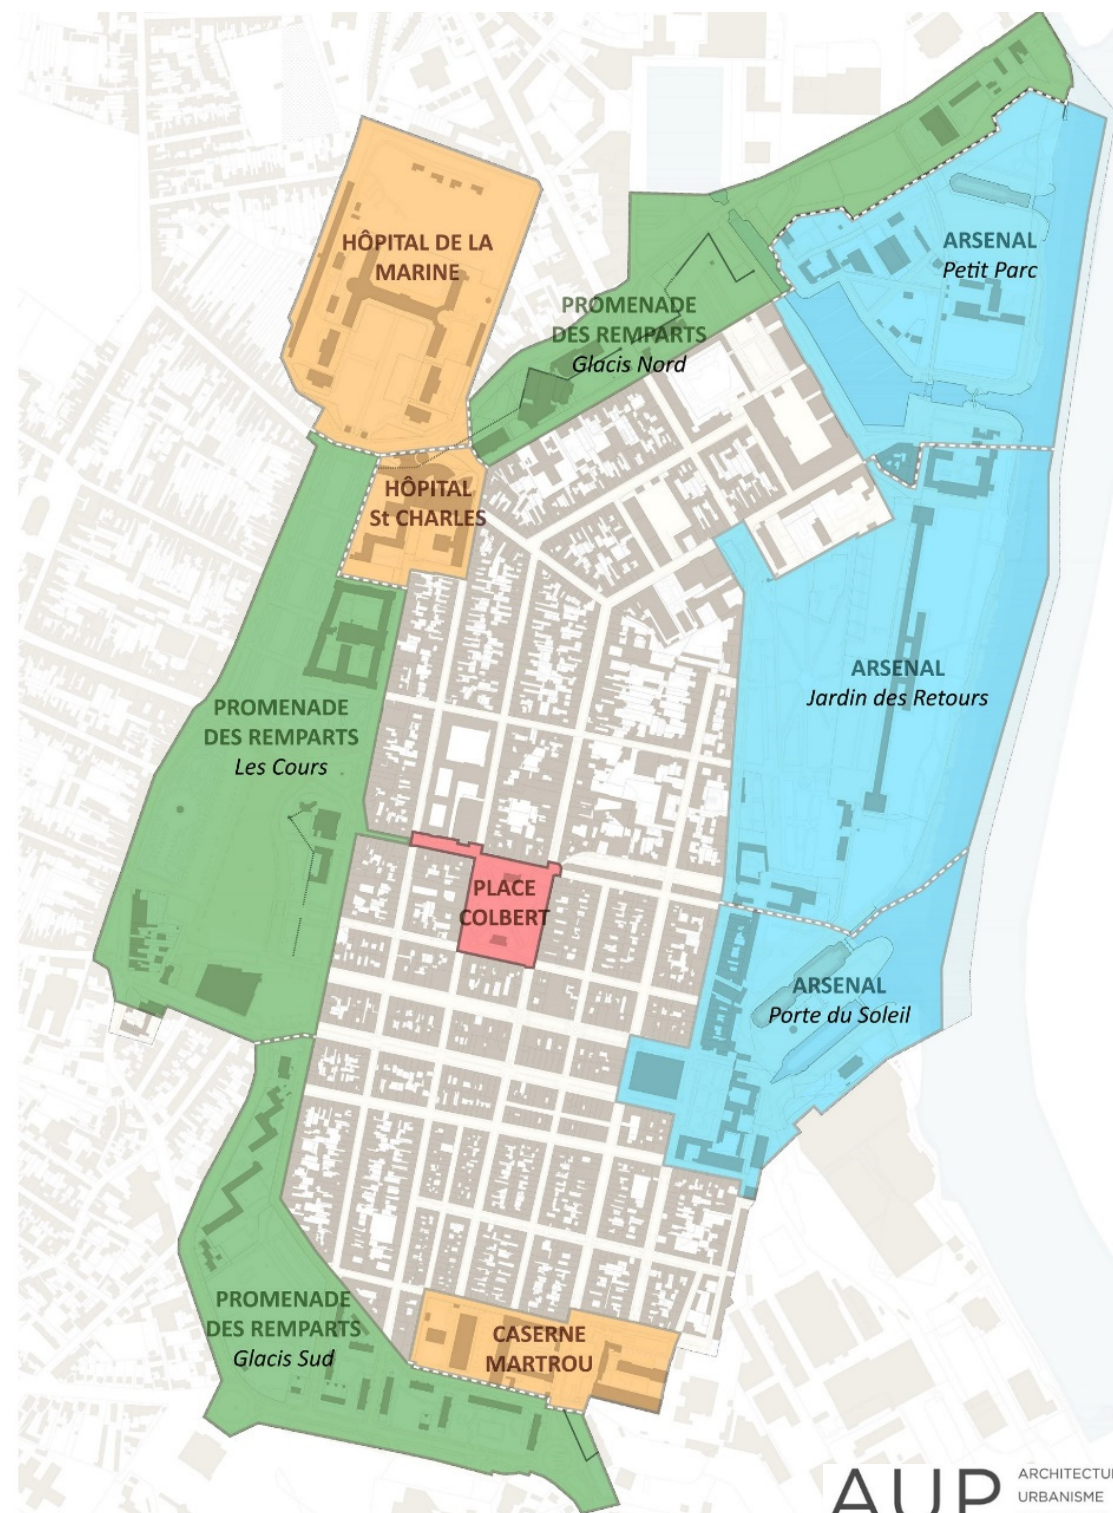 HÔPITAL DE LA
MARINE
ARSENAL
Petit Parc
PROMENADE
DES REMPARTS
Glacis Nord
HÔPITAL
St CHARLES
ARSENAL
Jardin des Retours
PROMENADE
DES REMPARTS
Les Cours
PLACE
COLBERT
ARSENAL
Porte du Soleil
PROMENADE
DES REMPARTS
Glacis Sud
CASERNE
MARTROU
AUP
ARCHITECTU
URBANISME